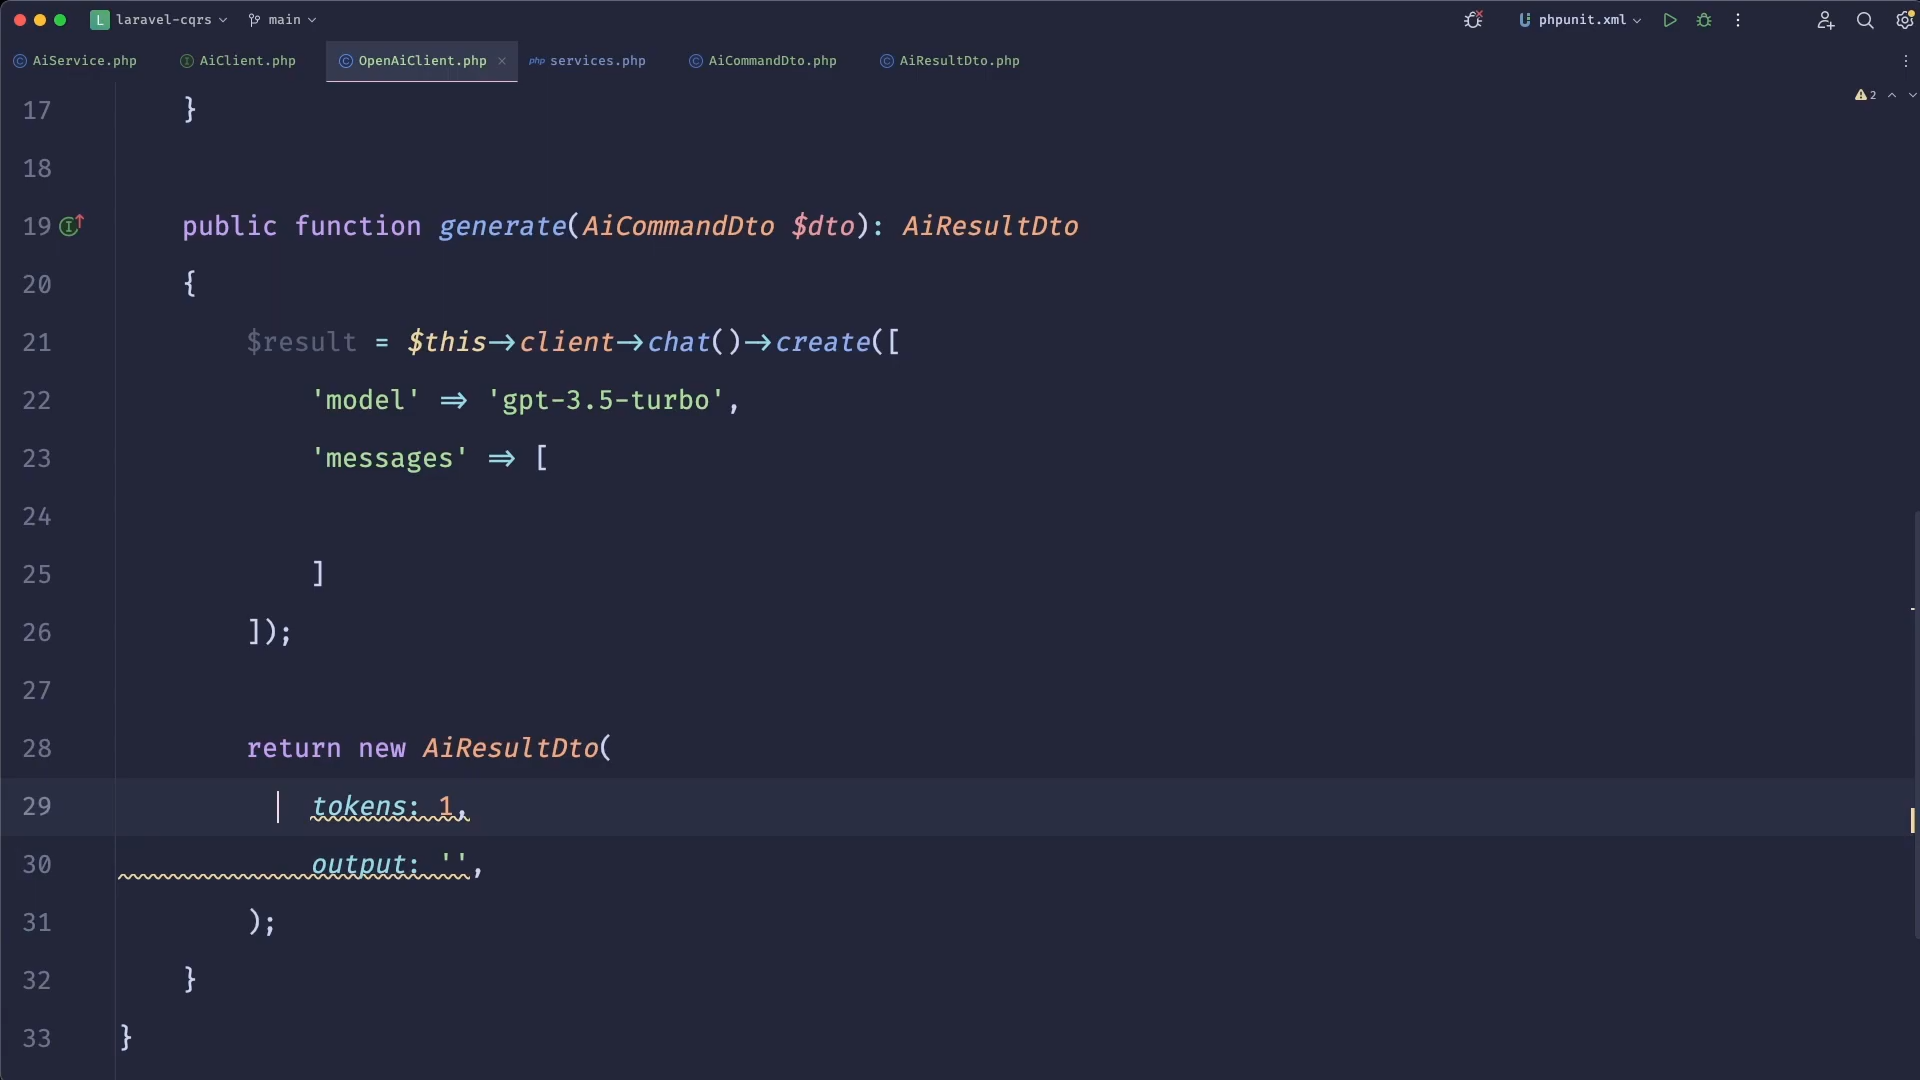 L laravel-cqrs main phpunit.xml
AiService.php AiClient.php OpenAiClient.php php services.php AiCommandDto.php AiResultDto.php
2
17 }
18
19 public function generate(AiCommandDto $dto): AiResultDto
20 {
21 $result = $this->client->chat()->create([
22 'model' => 'gpt-3.5-turbo',
23 'messages' => [
24
25 ]
26 ]);
27
28 return new AiResultDto(
29 tokens: 1,
30 output: '',
31 );
32 }
33 }